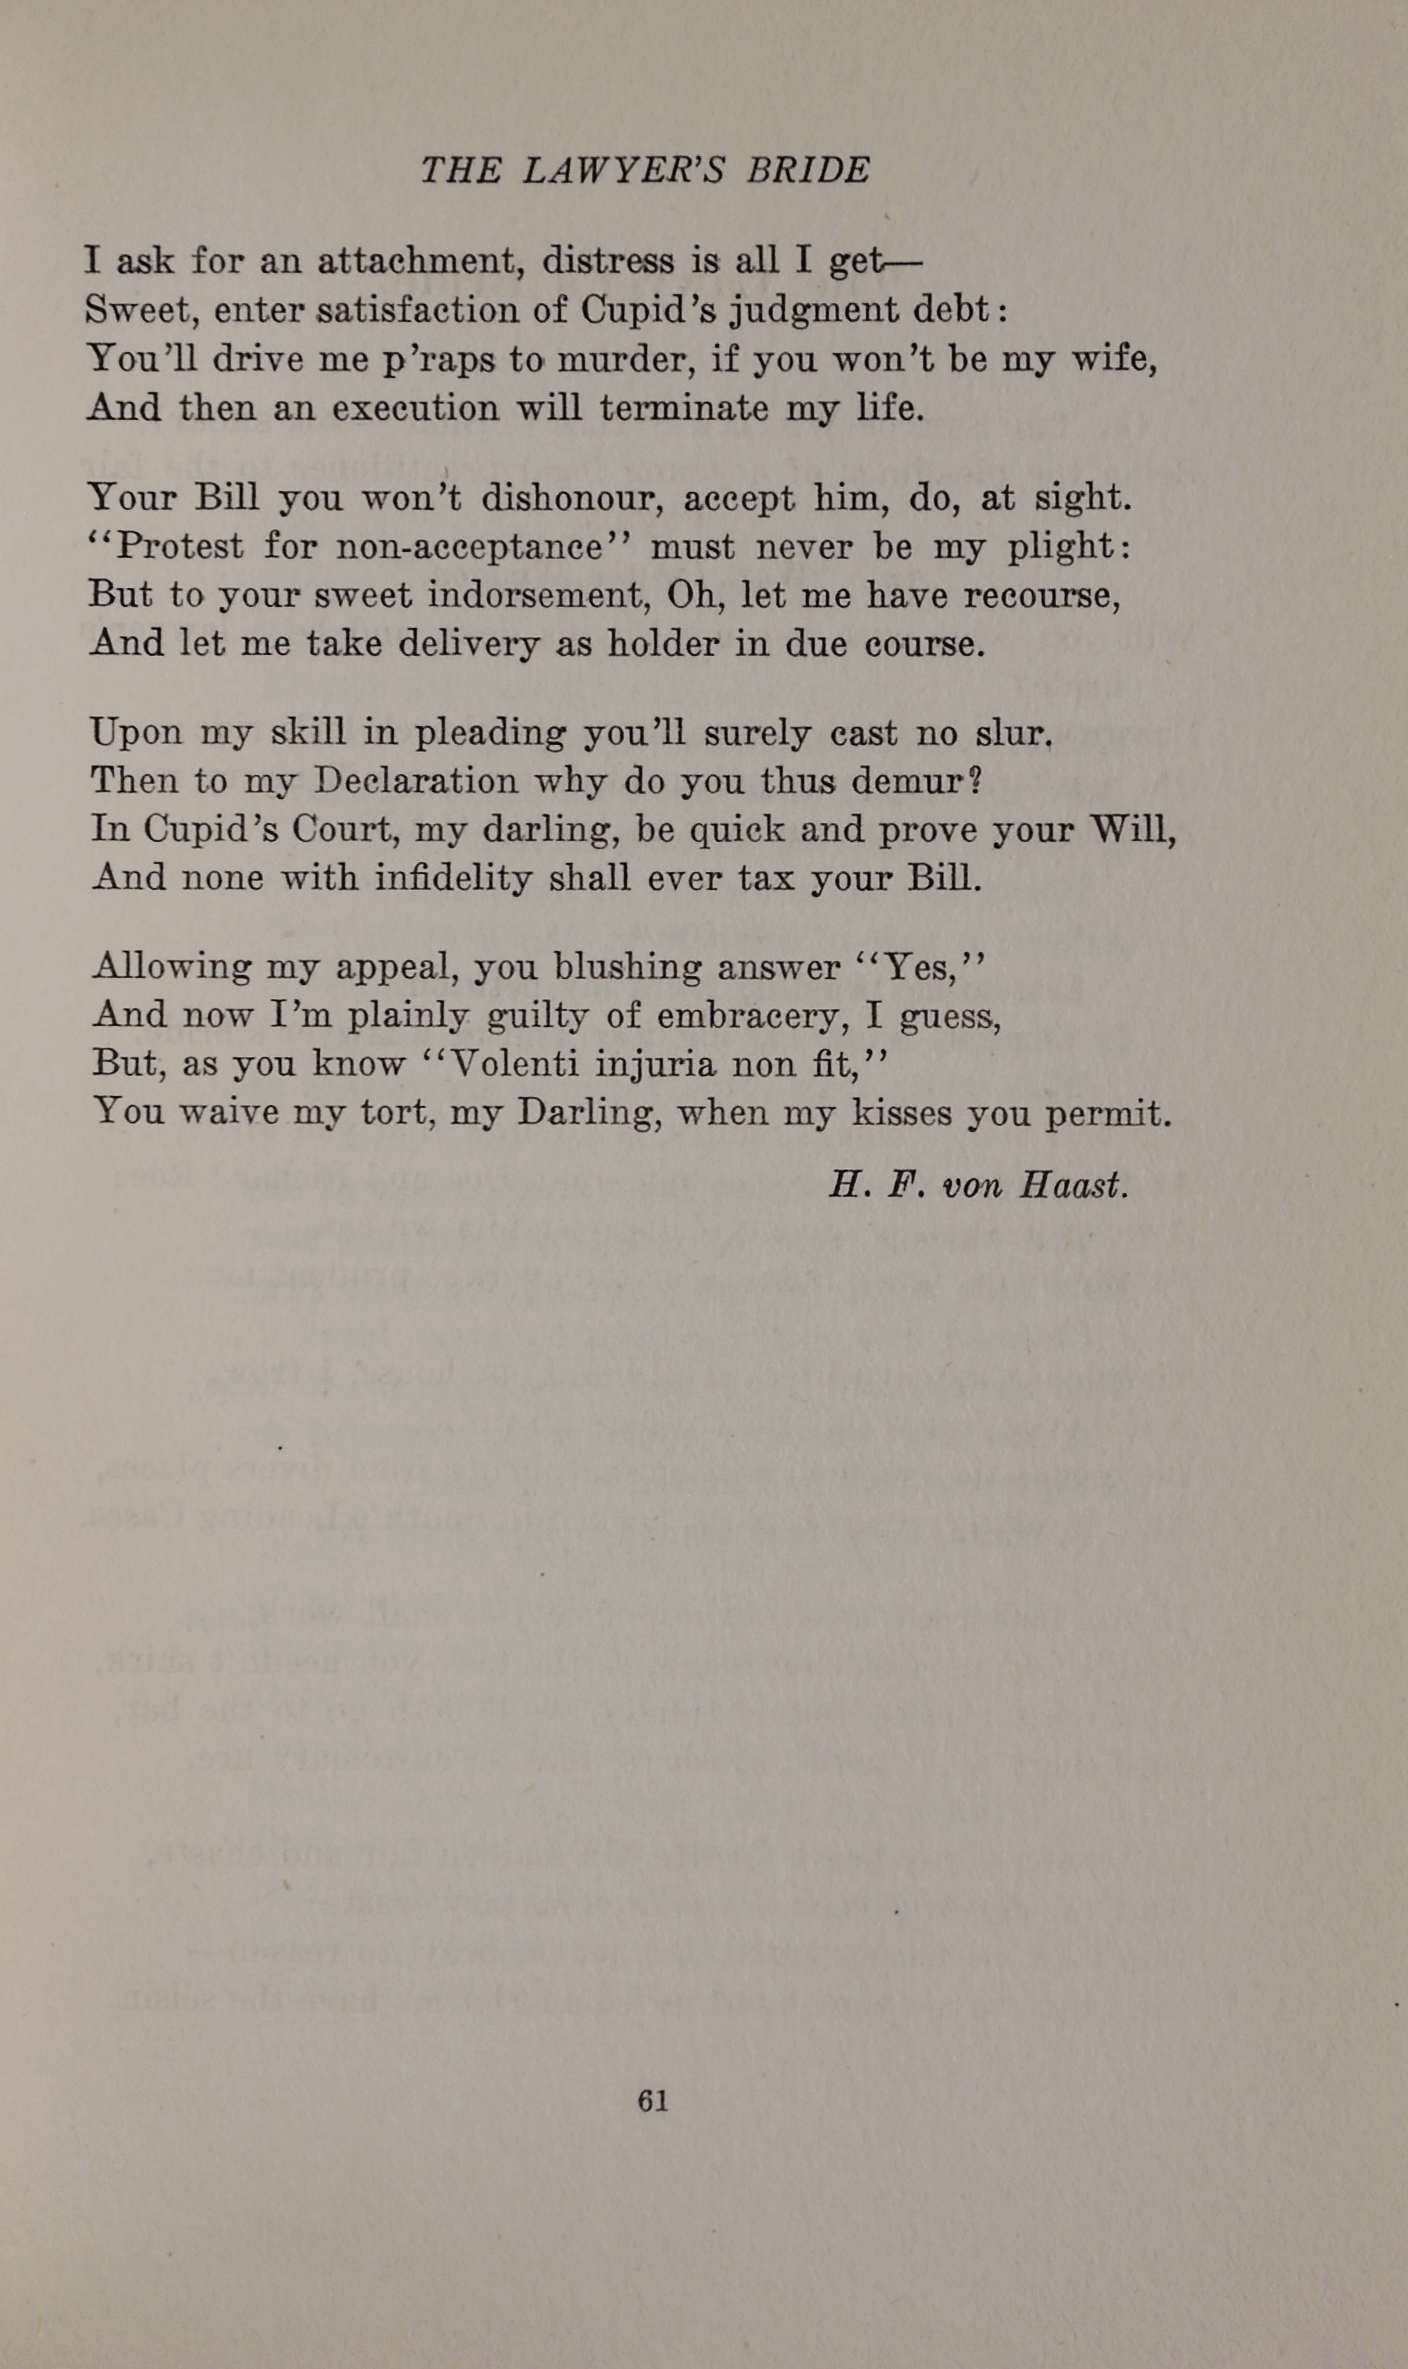 THE LAWYER'S BRIDE
I ask for an attachment, distress is all I get—
Sweet, enter satisfaction of Cupid's judgment debt:
You'll drive me p'raps to murder, if you won't be my wife,
And then an execution will terminate my life.
Your Bill you won't dishonour, accept him, do, at sight.
‘‘Protest for non-acceptance’’ must never be my plight:
But to your sweet indorsement, Oh, let me have recourse,
And let me take delivery as holder in due course.
Upon my skill in pleading you'll surely cast no slur.
Then to my Declaration why do you thus demur?
In Cupid's Court, my darling, be quick and prove your Will,
And none with infidelity shall ever tax your Bill.
Allowing my appeal, you blushing answer ‘‘Yes,’’
And now I'm plainly guilty of embracery, I guess,
But, as you know ‘‘Volenti injuria non fit,’’
You waive my tort, my Darling, when my kisses you permit.
H. F. von Haast.
61